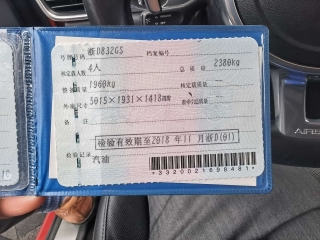 号牌号码 浙D832GS 档案编号
核定载人数 4人 总质量 2380kg
整备质量 1960kg 核定载质量
外廓尺寸 5015×1931×1418mm 准牵引总质量
备注
检验有效期至2018年11月浙D(01)
检验记录 汽油
*3320021698481*
AIRB